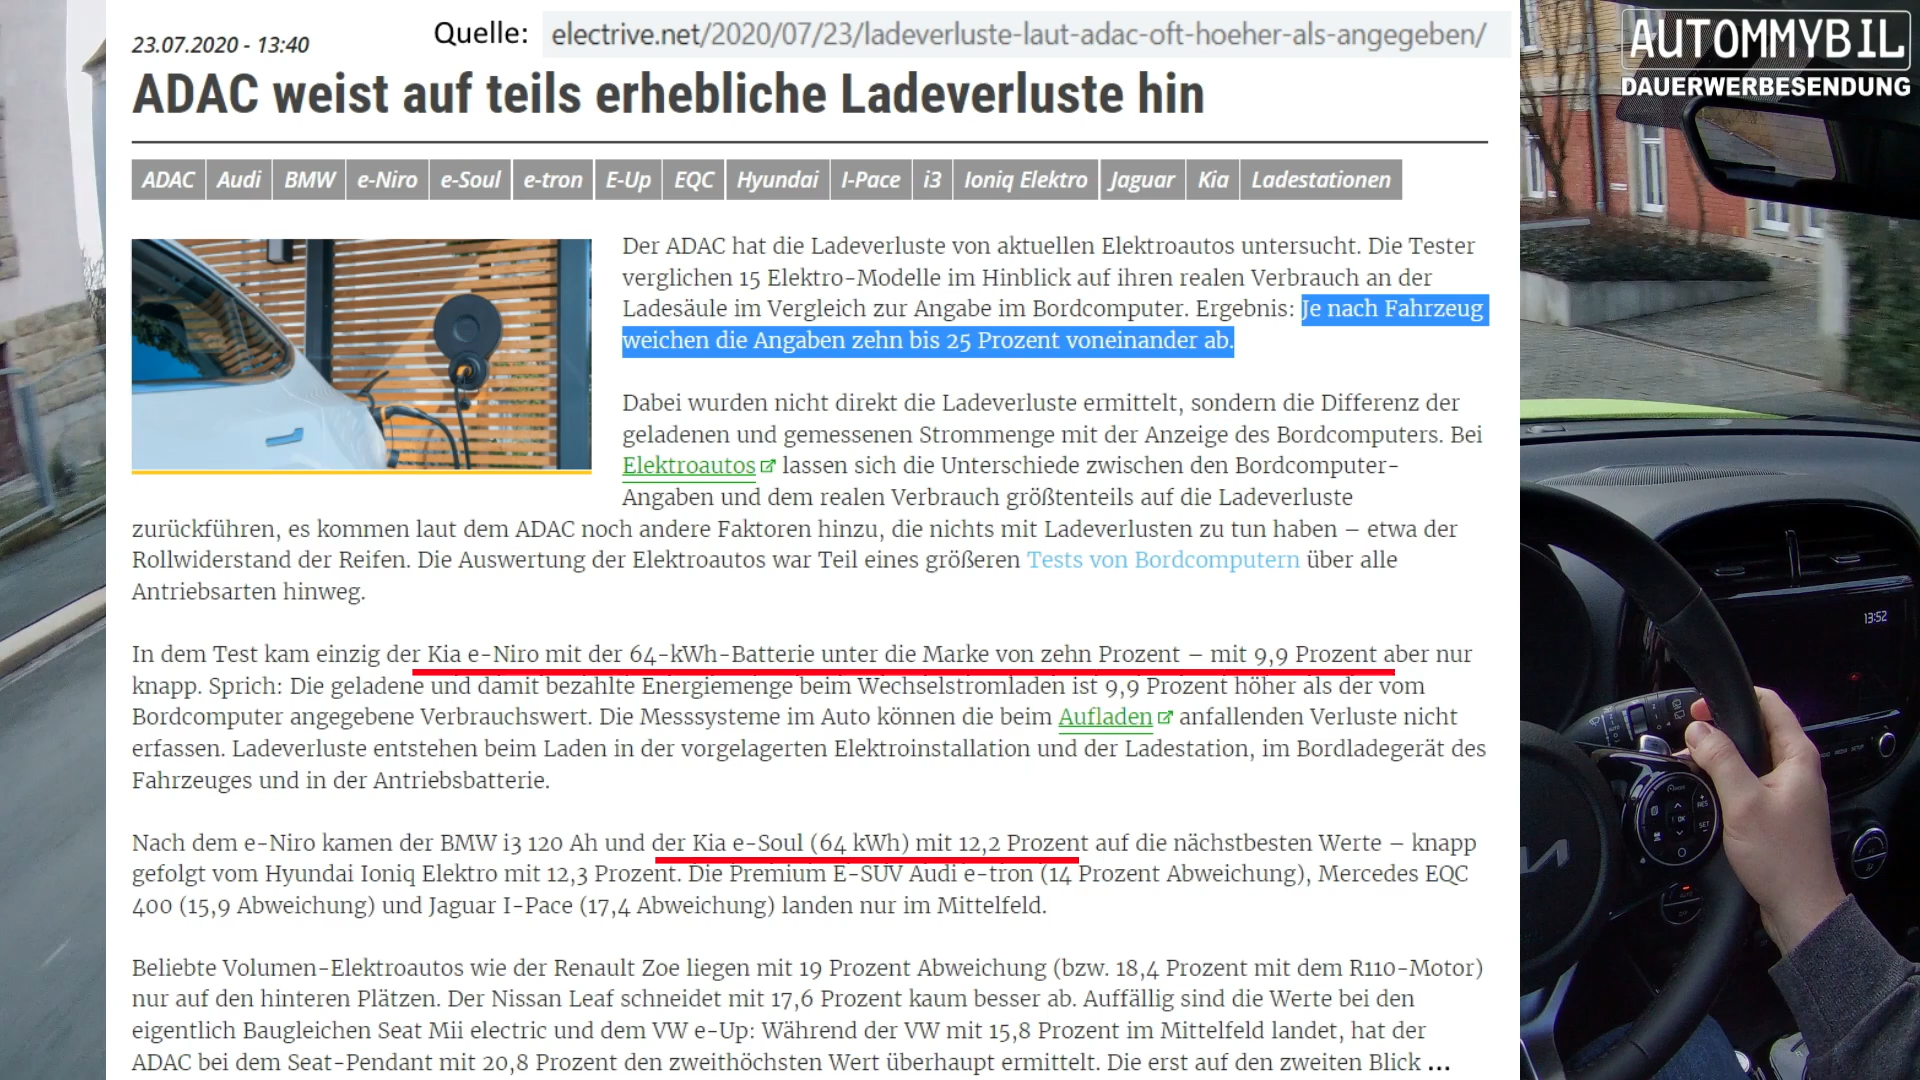 23.07.2020 - 13:40
Quelle: electrive.net/2020/07/23/ladeverluste-laut-adac-oft-hoeher-als-angegeben/
AUTOMMYBIL
DAUERWERBESENDUNG
ADAC weist auf teils erhebliche Ladeverluste hin
ADAC Audi BMW e-Niro e-Soul e-tron E-Up EQC Hyundai I-Pace i3 Ioniq Elektro Jaguar Kia Ladestationen
Der ADAC hat die Ladeverluste von aktuellen Elektroautos untersucht. Die Tester
verglichen 15 Elektro-Modelle im Hinblick auf ihren realen Verbrauch an der
Ladesäule im Vergleich zur Angabe im Bordcomputer. Ergebnis: Je nach Fahrzeug
weichen die Angaben zehn bis 25 Prozent voneinander ab.
Dabei wurden nicht direkt die Ladeverluste ermittelt, sondern die Differenz der
geladenen und gemessenen Strommenge mit der Anzeige des Bordcomputers. Bei
Elektroautos lassen sich die Unterschiede zwischen den Bordcomputer-
Angaben und dem realen Verbrauch größtenteils auf die Ladeverluste
zurückführen, es kommen laut dem ADAC noch andere Faktoren hinzu, die nichts mit Ladeverlusten zu tun haben – etwa der
Rollwiderstand der Reifen. Die Auswertung der Elektroautos war Teil eines größeren Tests von Bordcomputern über alle
Antriebsarten hinweg.
In dem Test kam einzig der Kia e-Niro mit der 64-kWh-Batterie unter die Marke von zehn Prozent – mit 9,9 Prozent aber nur
knapp. Sprich: Die geladene und damit bezahlte Energiemenge beim Wechselstromladen ist 9,9 Prozent höher als der vom
Bordcomputer angegebene Verbrauchswert. Die Messsysteme im Auto können die beim Aufladen anfallenden Verluste nicht
erfassen. Ladeverluste entstehen beim Laden in der vorgelagerten Elektroinstallation und der Ladestation, im Bordladegerät des
Fahrzeuges und in der Antriebsbatterie.
Nach dem e-Niro kamen der BMW i3 120 Ah und der Kia e-Soul (64 kWh) mit 12,2 Prozent auf die nächstbesten Werte – knapp
gefolgt vom Hyundai Ioniq Elektro mit 12,3 Prozent. Die Premium E-SUV Audi e-tron (14 Prozent Abweichung), Mercedes EQC
400 (15,9 Abweichung) und Jaguar I-Pace (17,4 Abweichung) landen nur im Mittelfeld.
Beliebte Volumen-Elektroautos wie der Renault Zoe liegen mit 19 Prozent Abweichung (bzw. 18,4 Prozent mit dem R110-Motor)
nur auf den hinteren Plätzen. Der Nissan Leaf schneidet mit 17,6 Prozent kaum besser ab. Auffällig sind die Werte bei den
eigentlich Baugleichen Seat Mii electric und dem VW e-Up: Während der VW mit 15,8 Prozent im Mittelfeld landet, hat der
ADAC bei dem Seat-Pendant mit 20,8 Prozent den zweithöchsten Wert überhaupt ermittelt. Die erst auf den zweiten Blick ...
13:52
RES
OK
SET